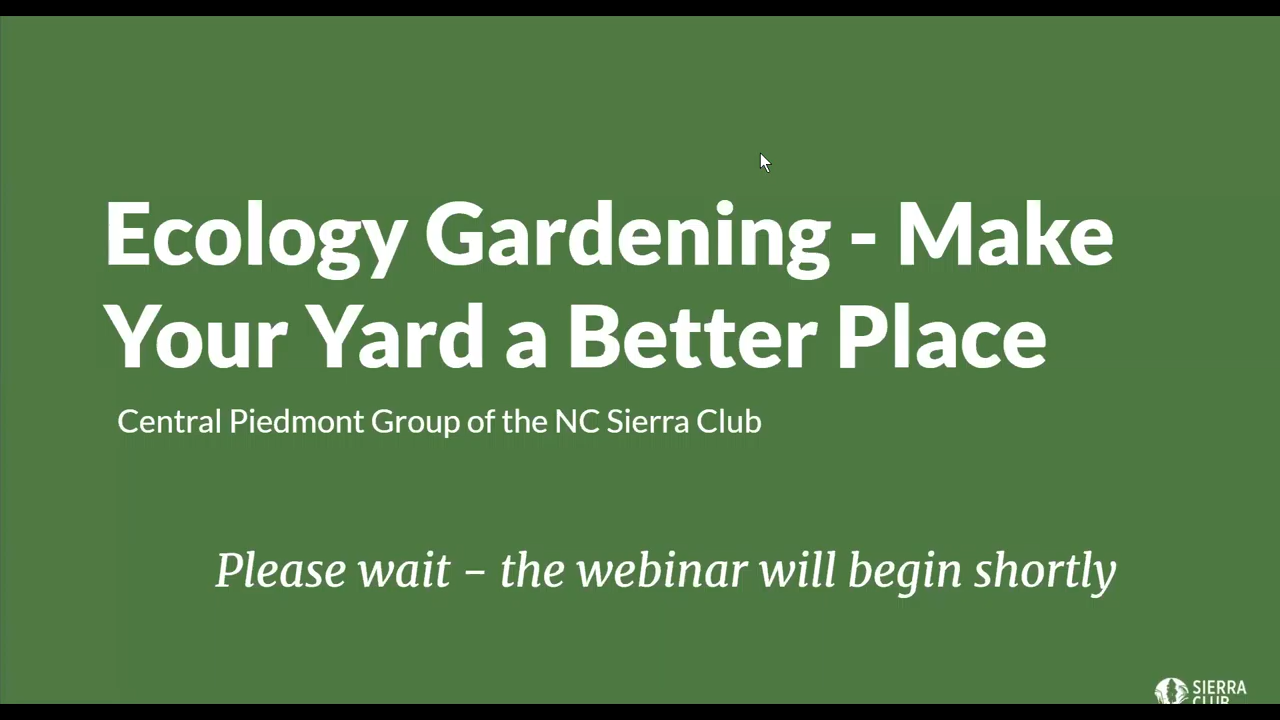 Ecology Gardening - Make
Your Yard a Better Place
Central Piedmont Group of the NC Sierra Club
Please wait – the webinar will begin shortly
SIERRA
CLUB